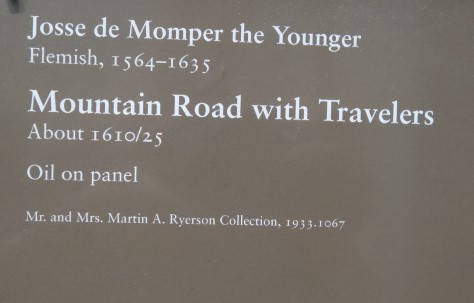 Josse de Momper the Younger
Flemish, 1564–1635
Mountain Road with Travelers
About 1610/25
Oil on panel
Mr. and Mrs. Martin A. Ryerson Collection, 1933.1067